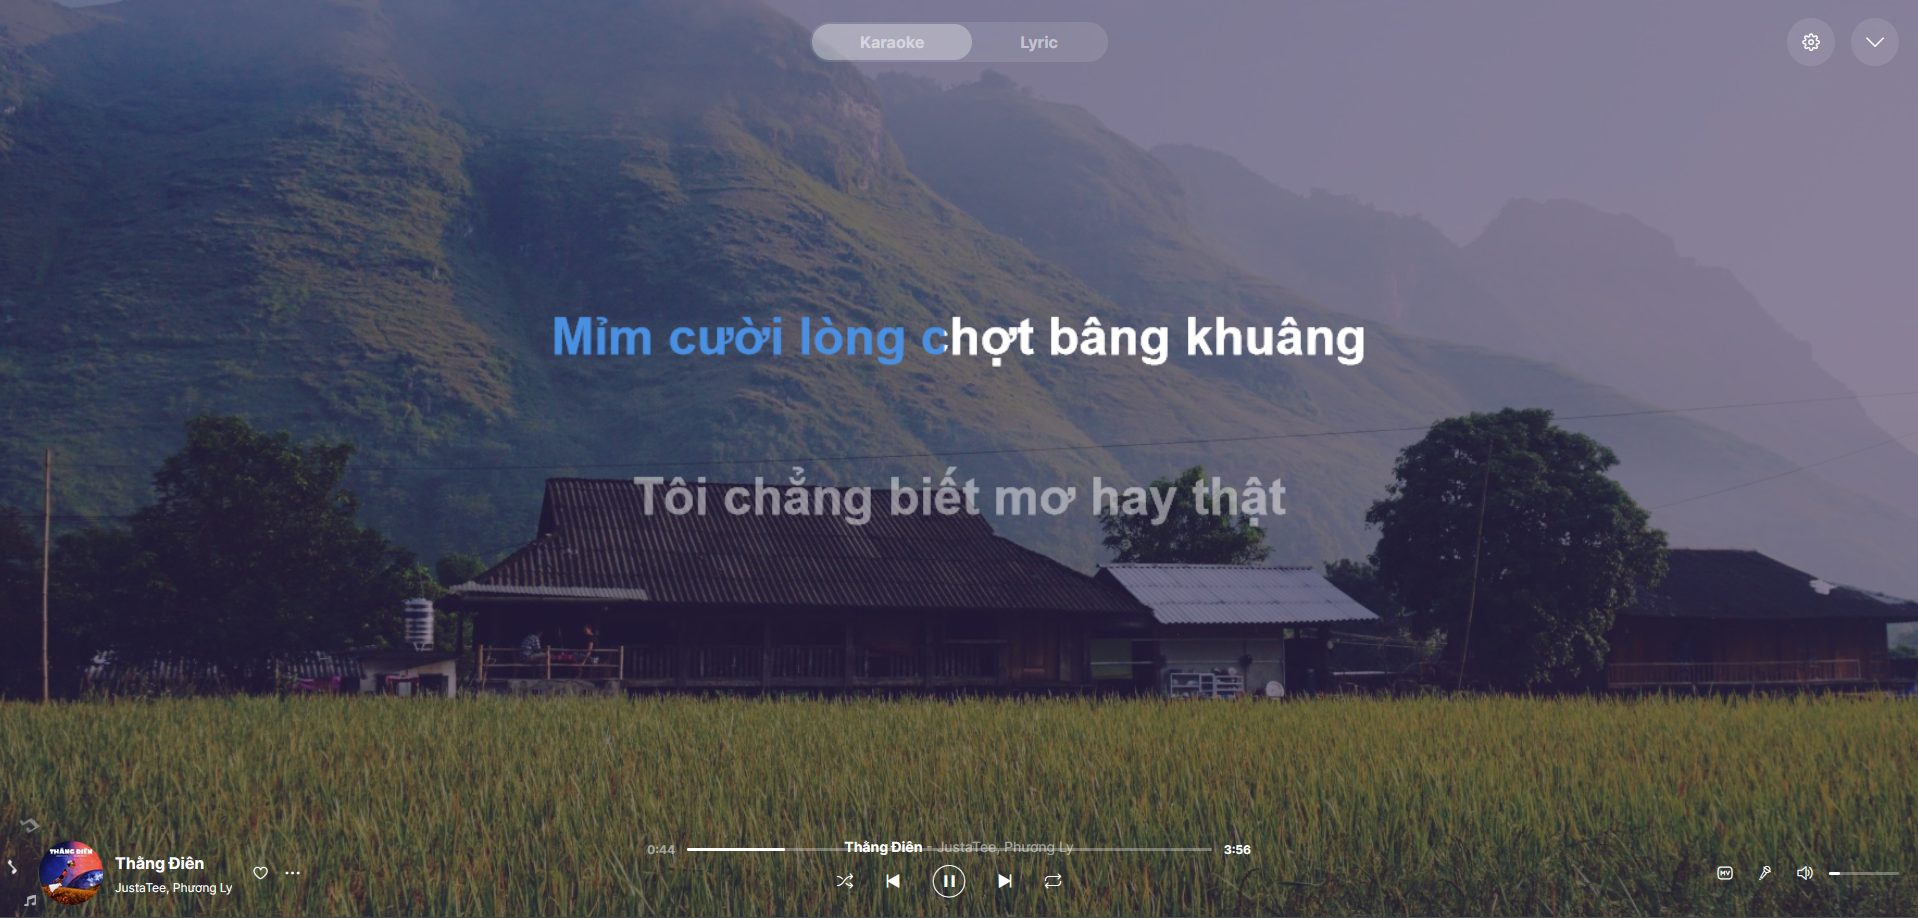 Karaoke
Lyric
Mỉm cười lòng chợt bâng khuâng
Tôi chẳng biết mơ hay thật
THẰNG ĐIÊN
Thằng Điên
JustaTee, Phương Ly
0:44
Thằng Điên - JustaTee, Phương Ly
3:56
MV